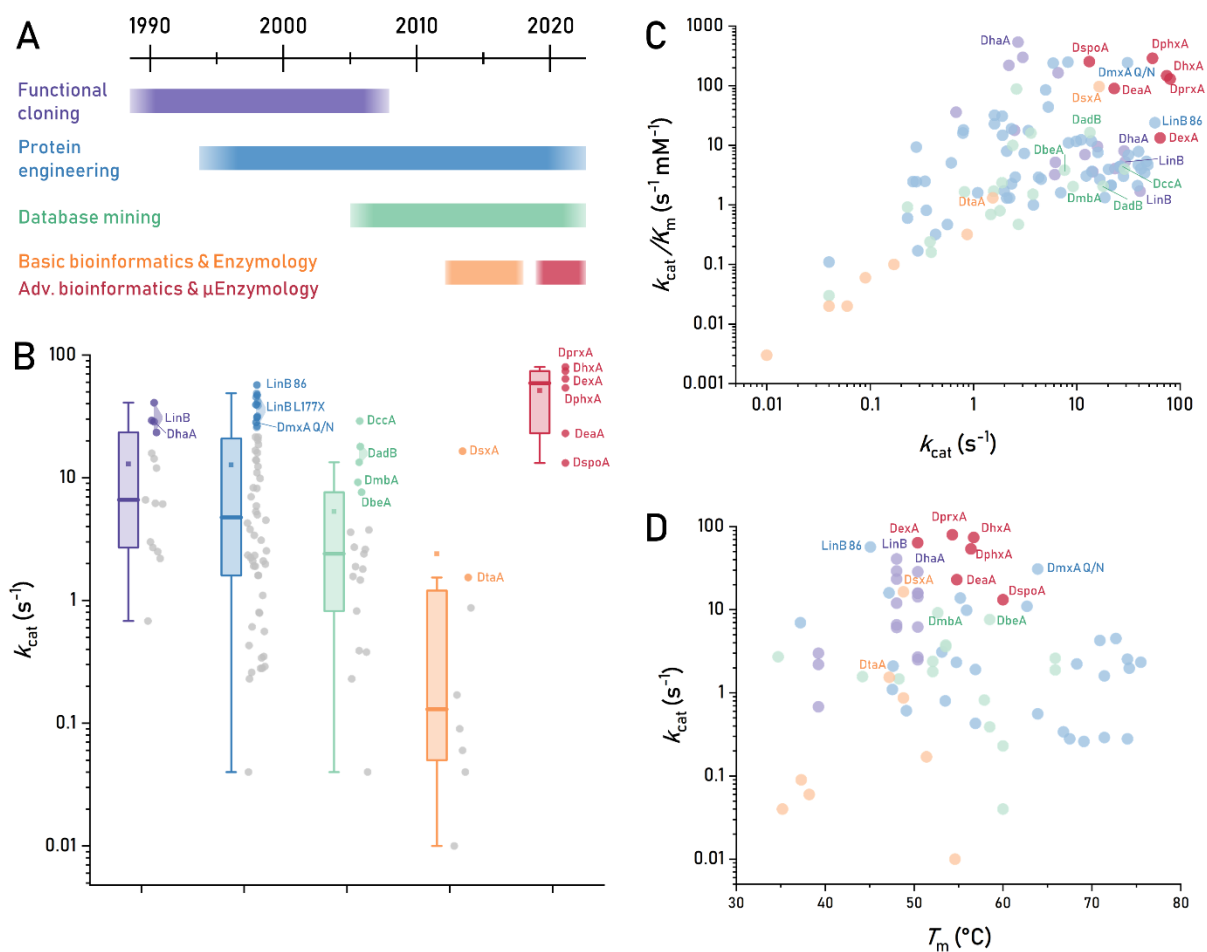 A
1990 2000 2010 2020
Functional
cloning
Protein
engineering
Database mining
Basic bioinformatics & Enzymology
Adv. bioinformatics & μEnzymology
B
100
10
1
0.1
0.01
kcat (s⁻¹)
LinB
DhaA
LinB 86
LinB L177X
DmxA Q/N
DccA
DadB
DmbA
DbeA
DsxA
DtaA
DprxA
DhxA
DexA
DphxA
DeaA
DspoA
C
1000
100
10
1
0.1
0.01
0.001
kcat/Km (s⁻¹ mM⁻¹)
0.01 0.1 1 10 100
kcat (s⁻¹)
DhaA
DspoA
DphxA
DmxA Q/N
DhxA
DsxA
DeaA
DprxA
LinB 86
DadB
DexA
DhaA
DbeA
LinB
DccA
DtaA
DmbA
DadB
LinB
D
100
10
1
0.1
0.01
kcat (s⁻¹)
30 40 50 60 70 80
Tm (°C)
DprxA
DexA
DhxA
LinB 86
LinB
DphxA
DhaA
DmxA Q/N
DsxA
DeaA
DspoA
DmbA
DbeA
DtaA